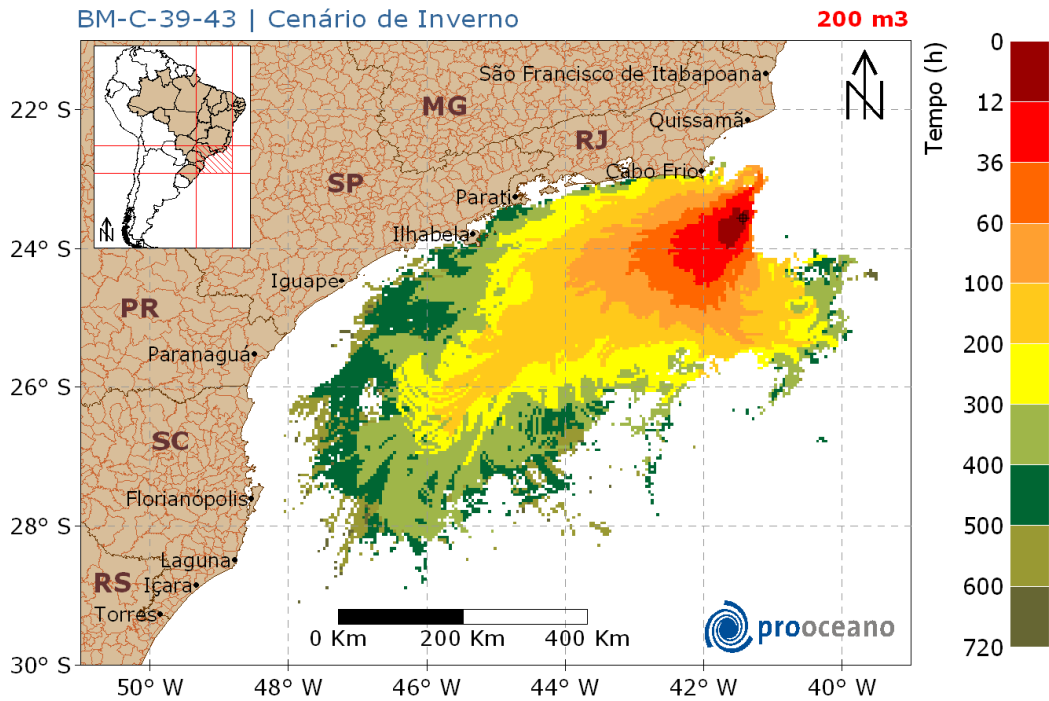 BM-C-39-43 | Cenário de Inverno
200 m3
Tempo (h)
0
12
36
60
100
200
300
400
500
600
720
22° S
24° S
26° S
28° S
30° S
50° W
48° W
46° W
44° W
42° W
40° W
N
N
São Francisco de Itabapoana
MG
Quissamã
RJ
Cabo Frio
SP
Parati
Ilhabela
Iguape
PR
Paranaguá
SC
Florianópolis
Laguna
RS
Içara
Torres
0 Km
200 Km
400 Km
prooceano